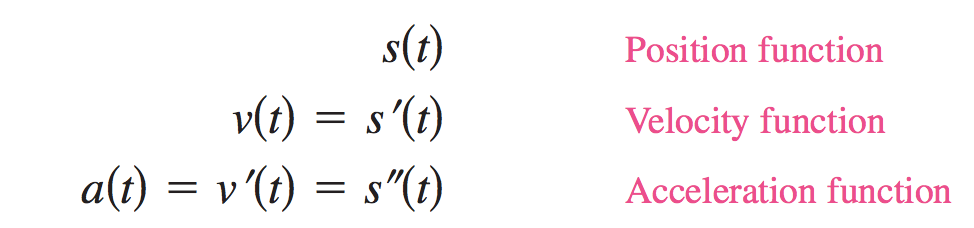 s(t) Position function
v(t) = s′(t) Velocity function
a(t) = v′(t) = s″(t) Acceleration function